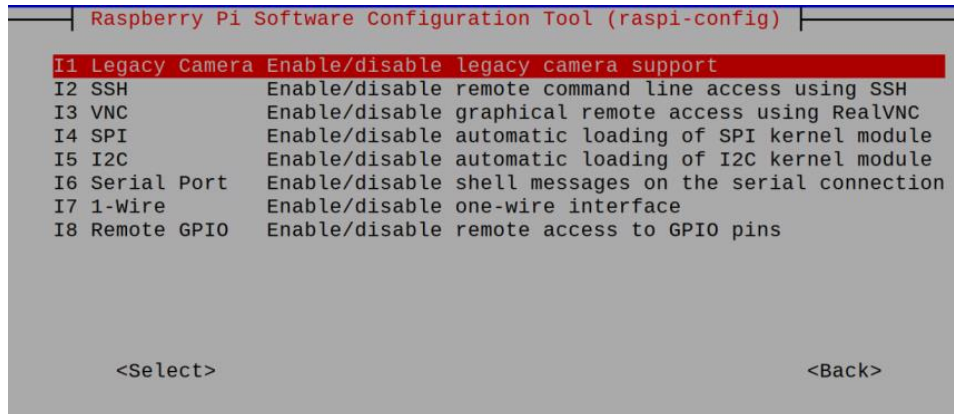 Raspberry Pi Software Configuration Tool (raspi-config)
I1 Legacy Camera Enable/disable legacy camera support
I2 SSH Enable/disable remote command line access using SSH
I3 VNC Enable/disable graphical remote access using RealVNC
I4 SPI Enable/disable automatic loading of SPI kernel module
I5 I2C Enable/disable automatic loading of I2C kernel module
I6 Serial Port Enable/disable shell messages on the serial connection
I7 1-Wire Enable/disable one-wire interface
I8 Remote GPIO Enable/disable remote access to GPIO pins
<Select> <Back>